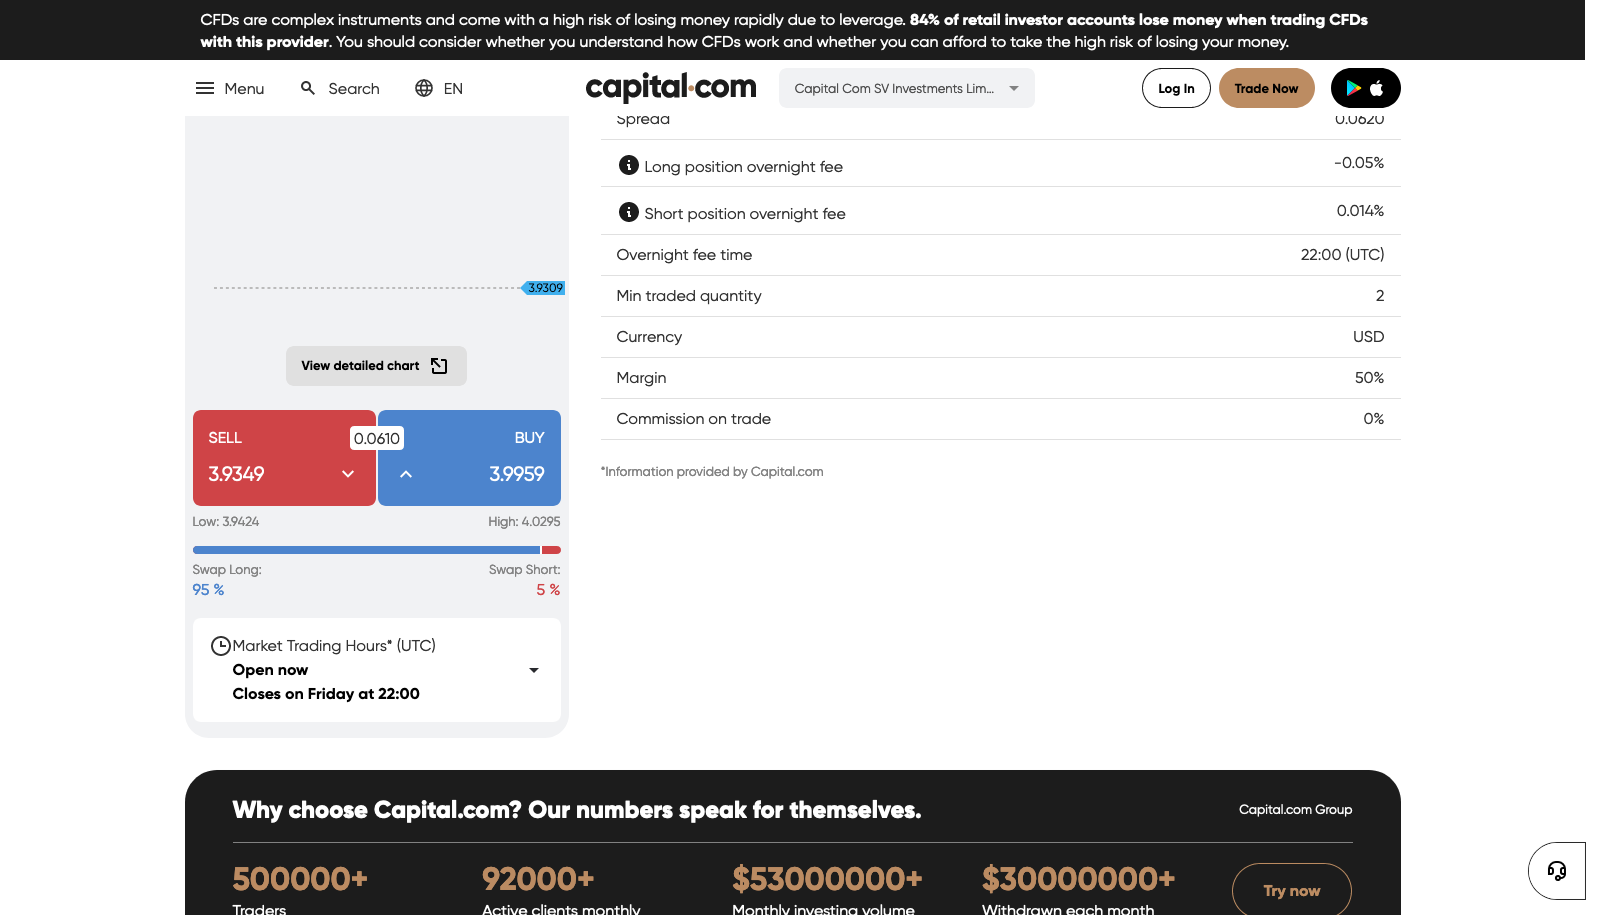 CFDs are complex instruments and come with a high risk of losing money rapidly due to leverage. 84% of retail investor accounts lose money when trading CFDs
with this provider. You should consider whether you understand how CFDs work and whether you can afford to take the high risk of losing your money.
Menu
Search
EN
capital.com
Capital Com SV Investments Lim...
Log In
Trade Now
3.9309
View detailed chart
SELL
3.9349
0.0610
BUY
3.9959
Low: 3.9424
High: 4.0295
Swap Long:
95 %
Swap Short:
5 %
Market Trading Hours* (UTC)
Open now
Closes on Friday at 22:00
Spread 0.0620
Long position overnight fee -0.05%
Short position overnight fee 0.014%
Overnight fee time 22:00 (UTC)
Min traded quantity 2
Currency USD
Margin 50%
Commission on trade 0%
*Information provided by Capital.com
Why choose Capital.com? Our numbers speak for themselves.
Capital.com Group
500000+
Traders
92000+
Active clients monthly
$53000000+
Monthly investing volume
$30000000+
Withdrawn each month
Try now